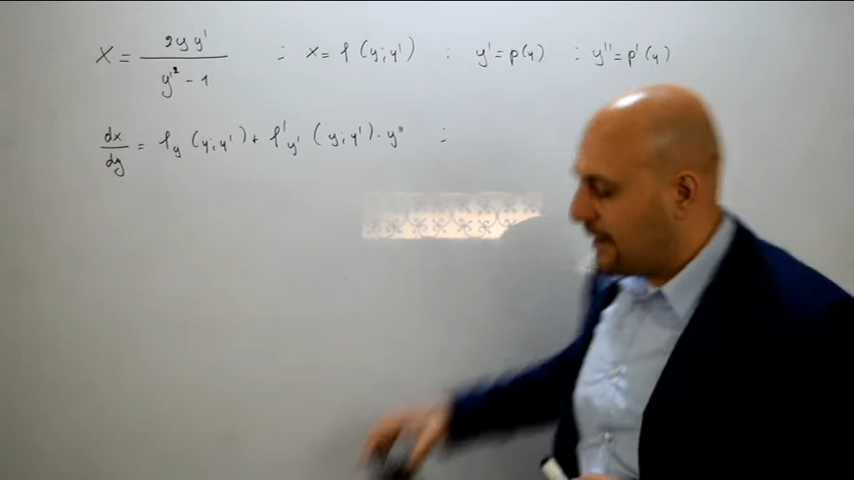 x = 2yy' / y'² - 1 : x = f(y; y') : y' = p(y) : y'' = p'(y)
dx/dy = f_y (y; y') + f'_y' (y; y') · y'' :